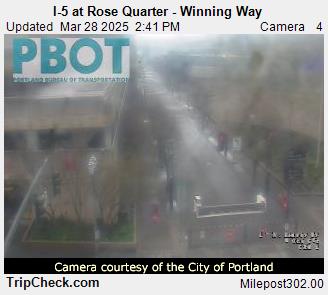 I-5 at Rose Quarter - Winning Way
Updated Mar 28 2025 2:41 PM Camera 4
PBOT
PORTLAND BUREAU OF TRANSPORTATION
Camera courtesy of the City of Portland
TripCheck.com Milepost302.00